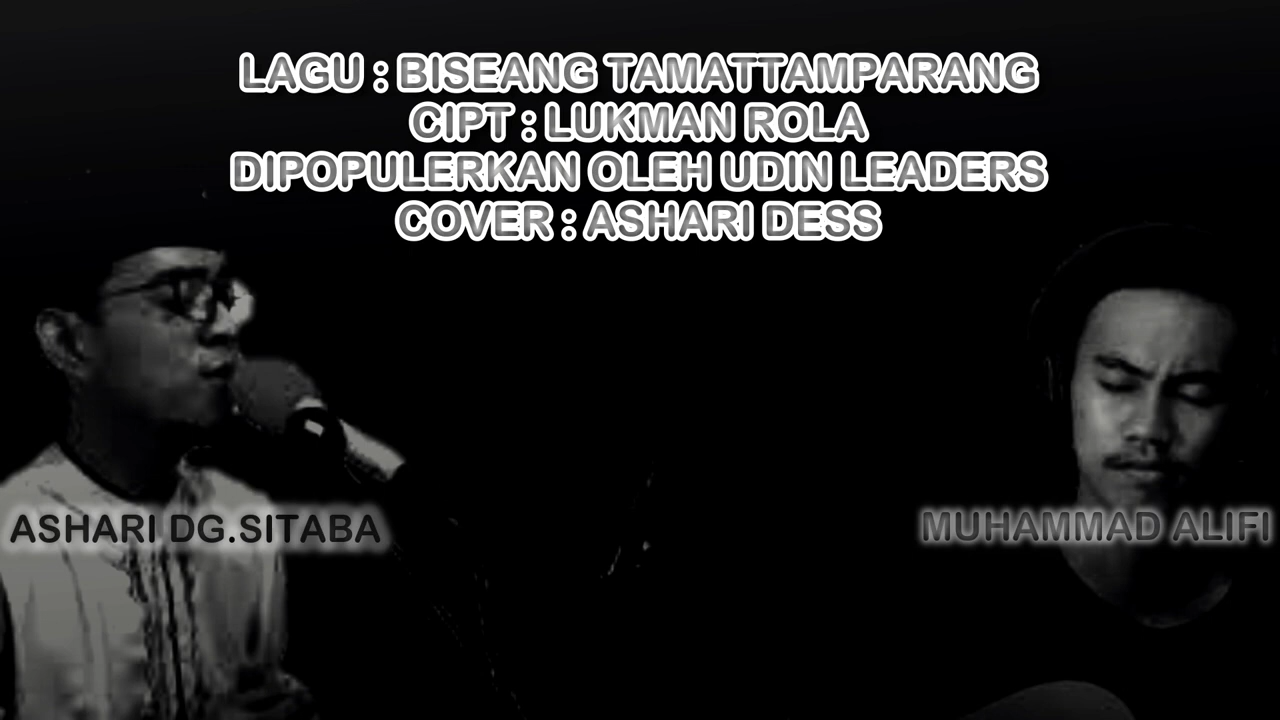 LAGU : BISEANG TAMATTAMPARANG
CIPT : LUKMAN ROLA
DIPOPULERKAN OLEH UDIN LEADERS
COVER : ASHARI DESS
ASHARI DG.SITABA
MUHAMMAD ALIFI